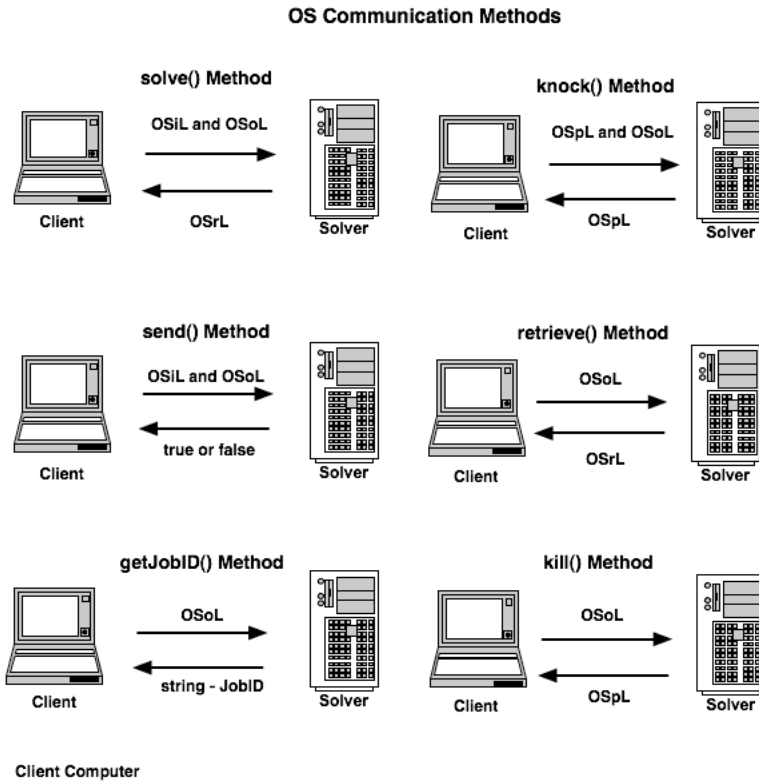 OS Communication Methods
solve() Method
OSiL and OSoL
OSrL
Client
Solver
knock() Method
OSpL and OSoL
OSpL
Client
Solver
send() Method
OSiL and OSoL
true or false
Client
Solver
retrieve() Method
OSoL
OSrL
Client
Solver
getJobID() Method
OSoL
string - JobID
Client
Solver
kill() Method
OSoL
OSpL
Client
Solver
Client Computer